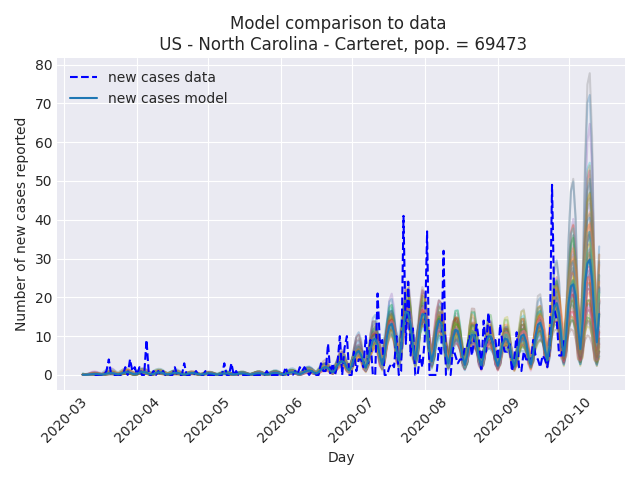 Model comparison to data
US - North Carolina - Carteret, pop. = 69473
new cases data
new cases model
Number of new cases reported
80
70
60
50
40
30
20
10
0
2020-03
2020-04
2020-05
2020-06
2020-07
2020-08
2020-09
2020-10
Day